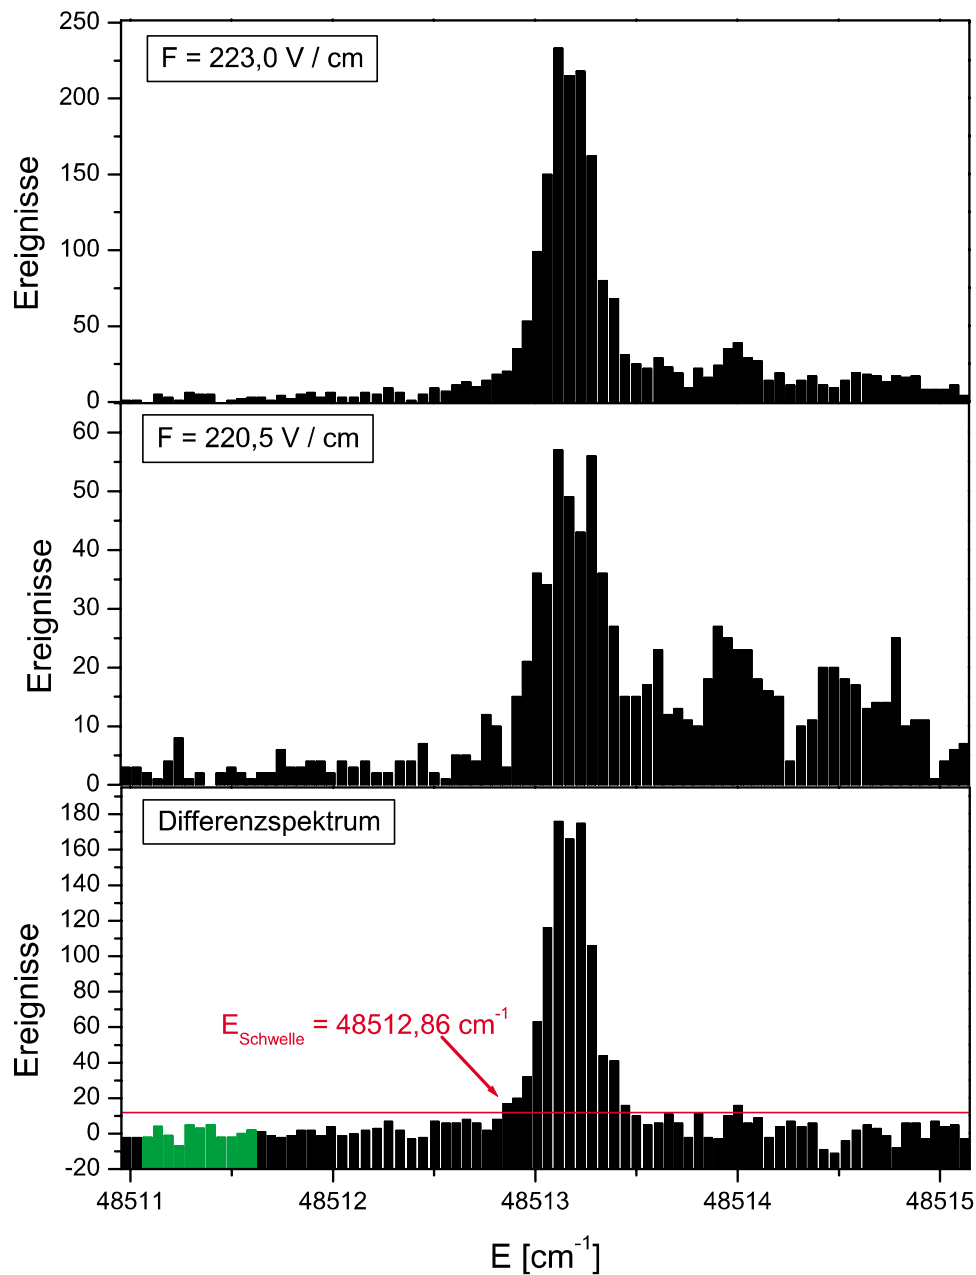 250
F = 223,0 V / cm
200
150
100
50
0
Ereignisse
60
F = 220,5 V / cm
50
40
30
20
10
0
Ereignisse
180
Differenzspektrum
160
140
120
100
80
60
E Schwelle = 48512,86 cm-1
40
20
0
-20
Ereignisse
48511 48512 48513 48514 48515
E [cm-1]